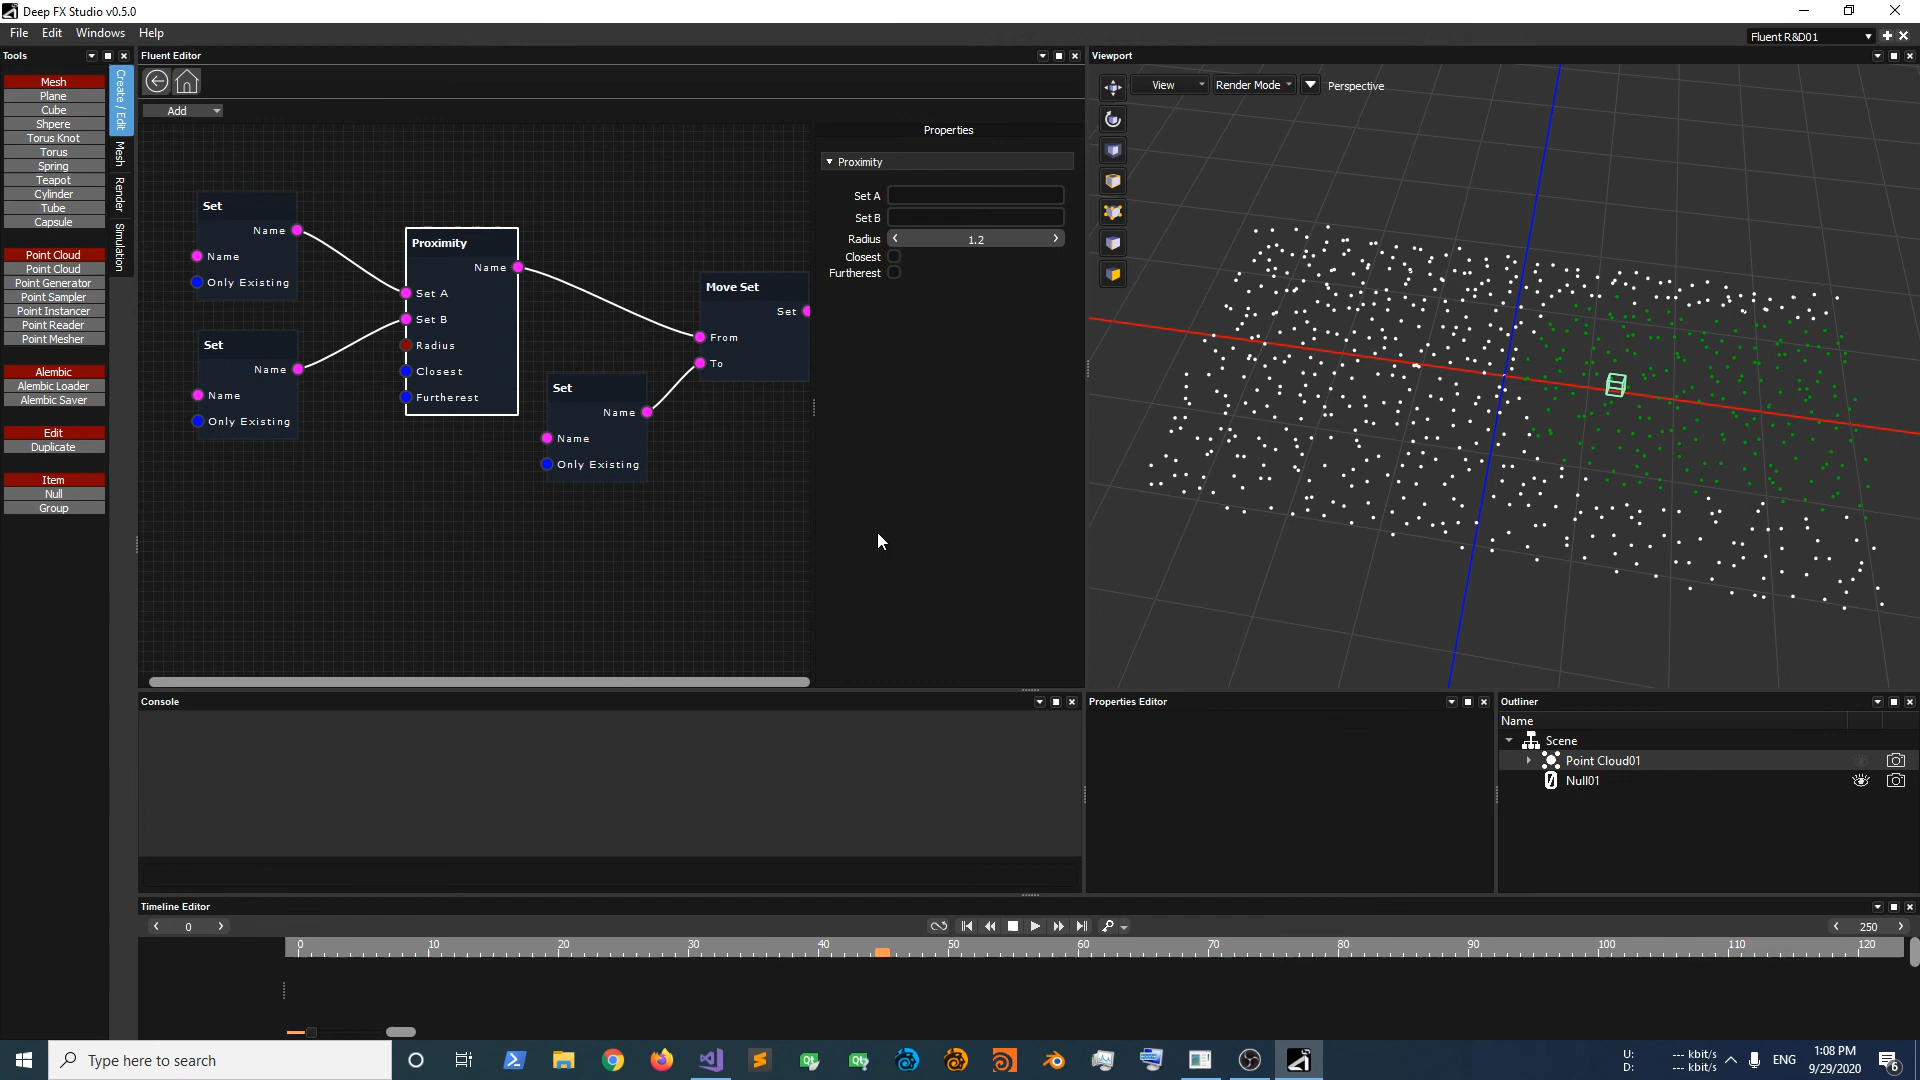 Deep FX Studio v0.5.0
File Edit Windows Help
Fluent R&D01
Tools
Fluent Editor
Viewport
Mesh
Plane
Cube
Shpere
Torus Knot
Torus
Spring
Teapot
Cylinder
Tube
Capsule
Point Cloud
Point Cloud
Point Generator
Point Sampler
Point Instancer
Point Reader
Point Mesher
Alembic
Alembic Loader
Alembic Saver
Edit
Duplicate
Item
Null
Group
Create / Edit
Mesh
Render
Simulation
Add
Set
Name
Name
Only Existing
Set
Name
Name
Only Existing
Proximity
Name
Set A
Set B
Radius
Closest
Furtherest
Set
Name
Name
Only Existing
Move Set
Set
From
To
Properties
Proximity
Set A
Set B
Radius 1.2
Closest
Furtherest
View
Render Mode
Perspective
Console
Properties Editor
Outliner
Name
Scene
Point Cloud01
Null01
Timeline Editor
0
250
0 10 20 30 40 50 60 70 80 90 100 110 120
Type here to search
U: --- kbit/s
D: --- kbit/s
ENG
1:08 PM
9/29/2020
6